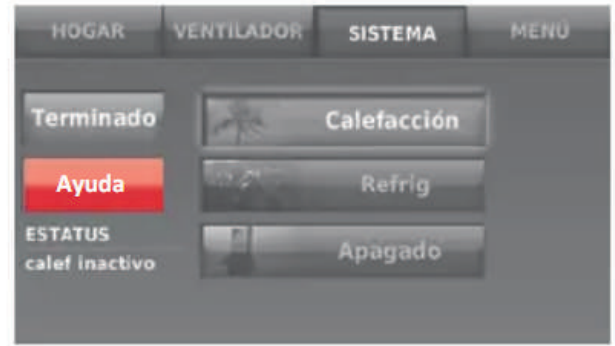 HOGAR
VENTILADOR
SISTEMA
MENÚ
Terminado
Calefacción
Ayuda
Refrig
ESTATUS
calef inactivo
Apagado